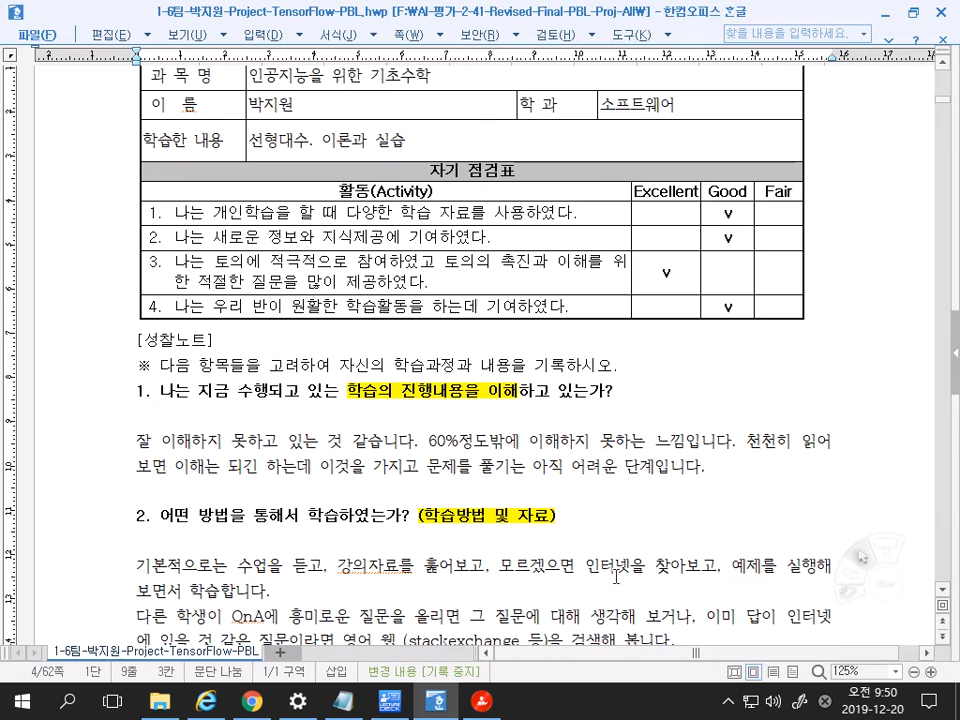 1-6팀-박지원-Project-TensorFlow-PBL.hwp [F:\AI-평가-2-41-Revised-Final-PBL-Proj-All\] - 한컴오피스 한글
파일(F) 편집(E) 보기(U) 입력(D) 서식(J) 쪽(W) 보안(R) 검토(H) 도구(K) 찾을 내용을 입력하세요.
과 목 명 인공지능을 위한 기초수학
이 름 박지원 학 과 소프트웨어
학습한 내용 선형대수. 이론과 실습
자기 점검표
활동(Activity) Excellent Good Fair
1. 나는 개인학습을 할 때 다양한 학습 자료를 사용하였다. v
2. 나는 새로운 정보와 지식제공에 기여하였다. v
3. 나는 토의에 적극적으로 참여하였고 토의의 촉진과 이해를 위
한 적절한 질문을 많이 제공하였다. v
4. 나는 우리 반이 원활한 학습활동을 하는데 기여하였다. v
[성찰노트]
※ 다음 항목들을 고려하여 자신의 학습과정과 내용을 기록하시오.
1. 나는 지금 수행되고 있는 학습의 진행내용을 이해하고 있는가?
잘 이해하지 못하고 있는 것 같습니다. 60%정도밖에 이해하지 못하는 느낌입니다. 천천히 읽어
보면 이해는 되긴 하는데 이것을 가지고 문제를 풀기는 아직 어려운 단계입니다.
2. 어떤 방법을 통해서 학습하였는가? (학습방법 및 자료)
기본적으로는 수업을 듣고, 강의자료를 훑어보고, 모르겠으면 인터넷을 찾아보고, 예제를 실행해
보면서 학습합니다.
다른 학생이 QnA에 흥미로운 질문을 올리면 그 질문에 대해 생각해 보거나, 이미 답이 인터넷
에 있을 것 같은 질문이라면 영어 웹 (stackexchange 등)을 검색해 봅니다.
1-6팀-박지원-Project-TensorFlow-PBL
4/62쪽 1단 9줄 3칸 문단 나눔 1/1 구역 삽입 변경 내용 [기록 중지] 125%
오전 9:50
2019-12-20